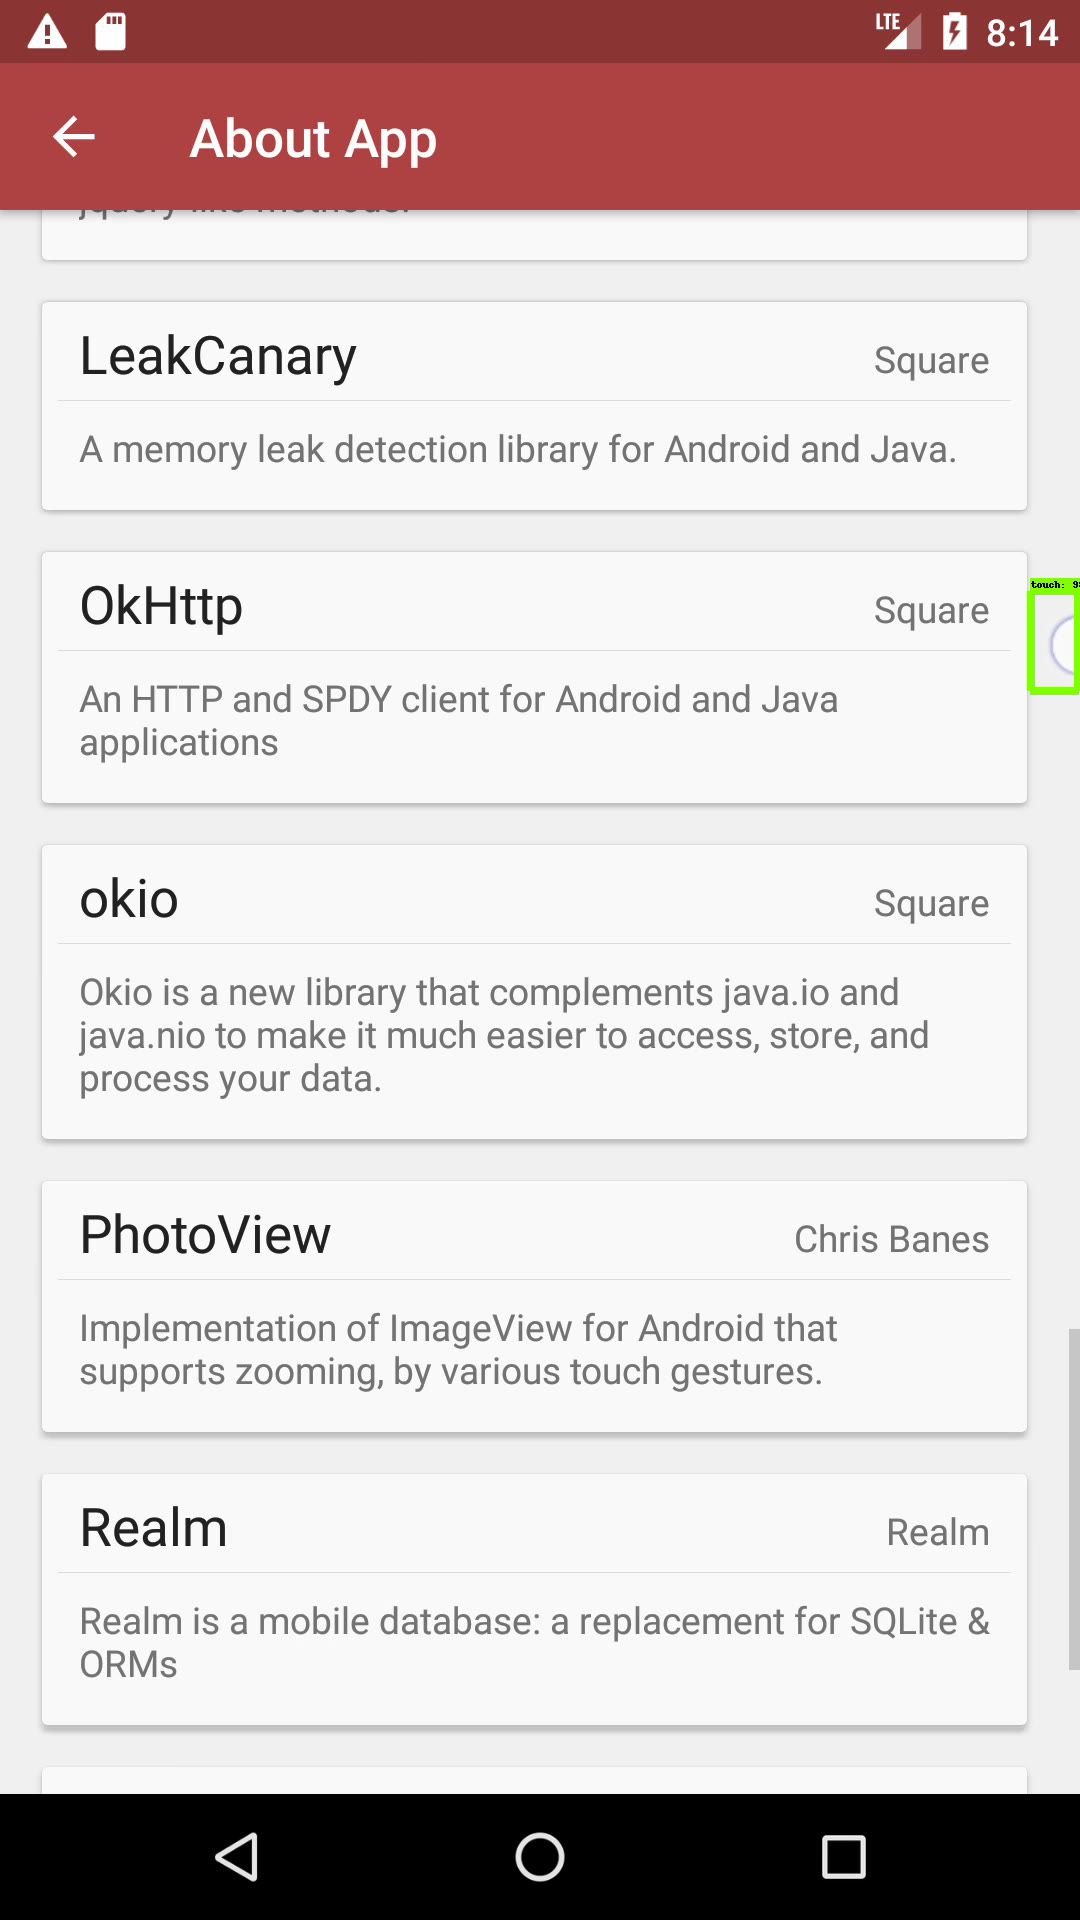 LTE 8:14
About App
LeakCanary
Square
A memory leak detection library for Android and Java.
OkHttp
Square
touch: 9
An HTTP and SPDY client for Android and Java
applications
okio
Square
Okio is a new library that complements java.io and
java.nio to make it much easier to access, store, and
process your data.
PhotoView
Chris Banes
Implementation of ImageView for Android that
supports zooming, by various touch gestures.
Realm
Realm
Realm is a mobile database: a replacement for SQLite &
ORMs